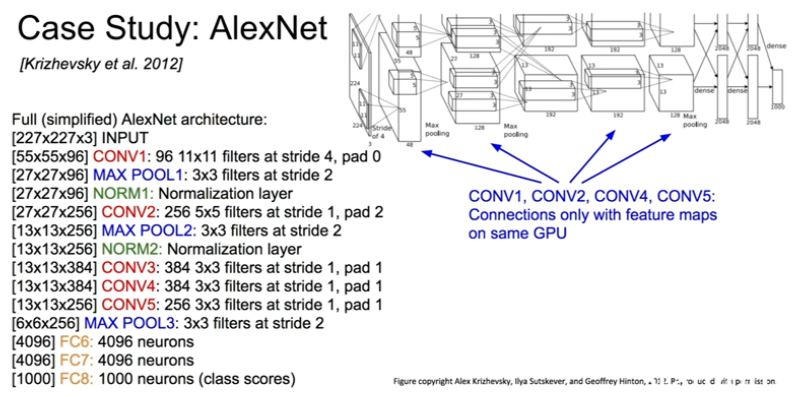 Case Study: AlexNet
[Krizhevsky et al. 2012]
Full (simplified) AlexNet architecture:
[227x227x3] INPUT
[55x55x96] CONV1: 96 11x11 filters at stride 4, pad 0
[27x27x96] MAX POOL1: 3x3 filters at stride 2
[27x27x96] NORM1: Normalization layer
[27x27x256] CONV2: 256 5x5 filters at stride 1, pad 2
[13x13x256] MAX POOL2: 3x3 filters at stride 2
[13x13x256] NORM2: Normalization layer
[13x13x384] CONV3: 384 3x3 filters at stride 1, pad 1
[13x13x384] CONV4: 384 3x3 filters at stride 1, pad 1
[13x13x256] CONV5: 256 3x3 filters at stride 1, pad 1
[6x6x256] MAX POOL3: 3x3 filters at stride 2
[4096] FC6: 4096 neurons
[4096] FC7: 4096 neurons
[1000] FC8: 1000 neurons (class scores)
11
5
48
27
128
3
192
192
128
2048
2048
dense
224
55
27
13
13
13
dense
dense
1000
224
Stride
of 4
Max
pooling
128
Max
pooling
192
192
128
Max
pooling
2048
2048
3
48
CONV1, CONV2, CONV4, CONV5:
Connections only with feature maps
on same GPU
Figure copyright Alex Krizhevsky, Ilya Sutskever, and Geoffrey Hinton,